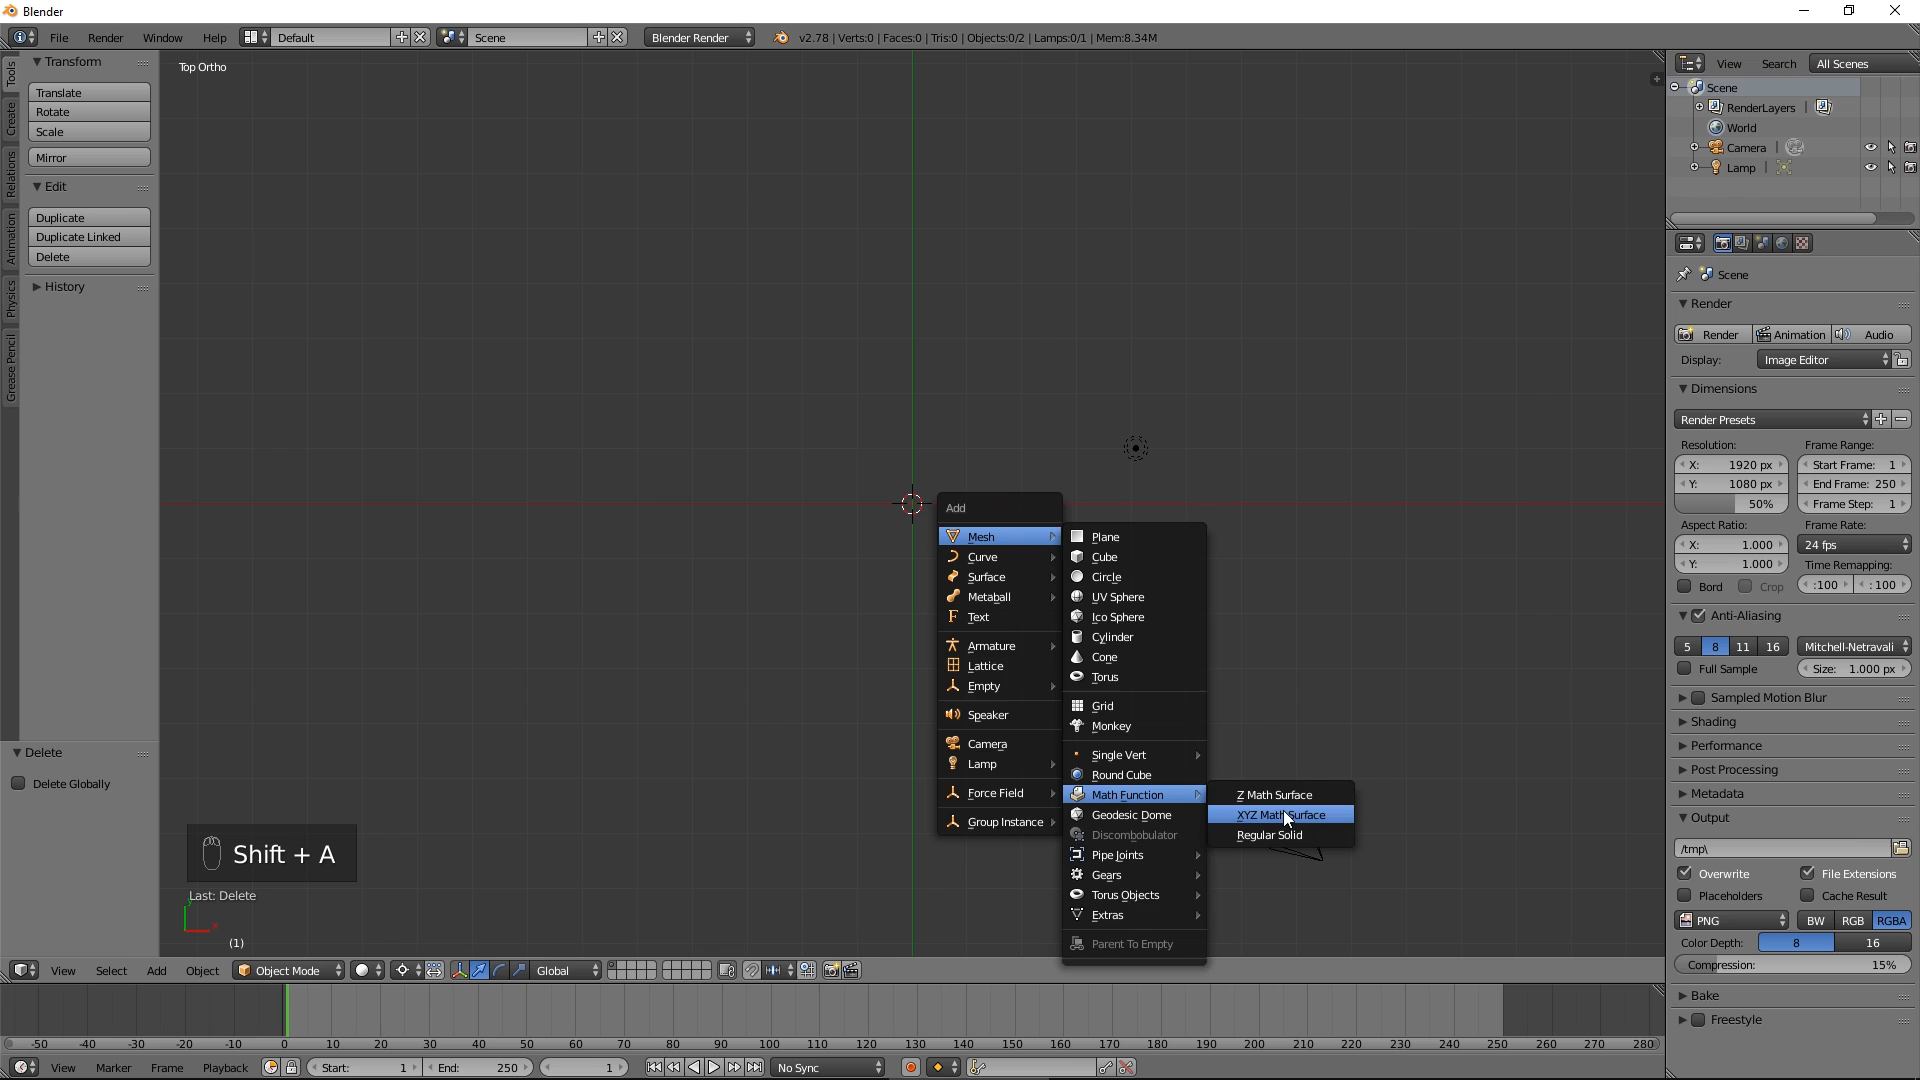 Blender
File Render Window Help Default Scene Blender Render v2.78 | Verts:0 | Faces:0 | Tris:0 | Objects:0/2 | Lamps:0/1 | Mem:8.34M
Tools
Create
Relations
Animation
Physics
Grease Pencil
Transform
Translate
Rotate
Scale
Mirror
Edit
Duplicate
Duplicate Linked
Delete
History
Delete
Delete Globally
Top Ortho
Add
Mesh
Curve
Surface
Metaball
Text
Armature
Lattice
Empty
Speaker
Camera
Lamp
Force Field
Group Instance
Plane
Cube
Circle
UV Sphere
Ico Sphere
Cylinder
Cone
Torus
Grid
Monkey
Single Vert
Round Cube
Math Function
Geodesic Dome
Discombobulator
Pipe Joints
Gears
Torus Objects
Extras
Parent To Empty
Z Math Surface
XYZ Math Surface
Regular Solid
Shift + A
Last: Delete
(1)
View Select Add Object Object Mode Global
-50 -40 -30 -20 -10 0 10 20 30 40 50 60 70 80 90 100 110 120 130 140 150 160 170 180 190 200 210 220 230 240 250 260 270 280
View Marker Frame Playback Start: 1 End: 250 1 No Sync
View Search All Scenes
Scene
RenderLayers |
World
Camera |
Lamp |
Scene
Render
Render Animation Audio
Display: Image Editor
Dimensions
Render Presets
Resolution: Frame Range:
X: 1920 px Start Frame: 1
Y: 1080 px End Frame: 250
50% Frame Step: 1
Aspect Ratio: Frame Rate:
X: 1.000 24 fps
Y: 1.000 Time Remapping:
Bord Crop :100 : 100
Anti-Aliasing
5 8 11 16 Mitchell-Netravali
Full Sample Size: 1.000 px
Sampled Motion Blur
Shading
Performance
Post Processing
Metadata
Output
/tmp\
Overwrite File Extensions
Placeholders Cache Result
PNG BW RGB RGBA
Color Depth: 8 16
Compression: 15%
Bake
Freestyle